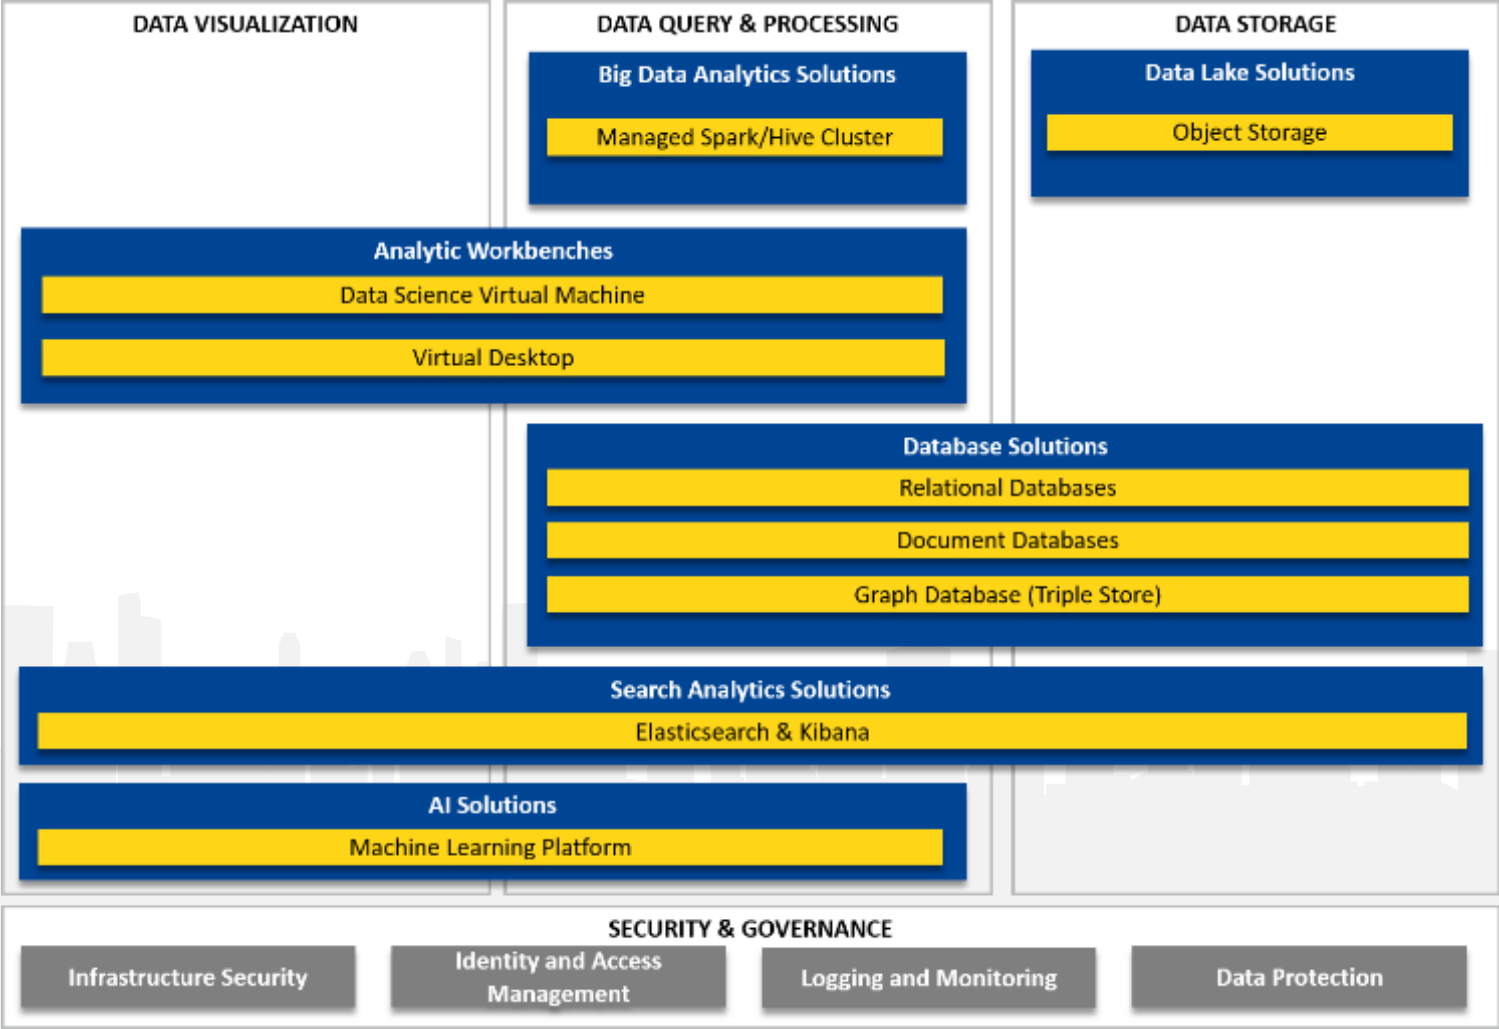 DATA VISUALIZATION
DATA QUERY & PROCESSING
DATA STORAGE
Big Data Analytics Solutions
Managed Spark/Hive Cluster
Data Lake Solutions
Object Storage
Analytic Workbenches
Data Science Virtual Machine
Virtual Desktop
Database Solutions
Relational Databases
Document Databases
Graph Database (Triple Store)
Search Analytics Solutions
Elasticsearch & Kibana
AI Solutions
Machine Learning Platform
SECURITY & GOVERNANCE
Infrastructure Security
Identity and Access
Management
Logging and Monitoring
Data Protection